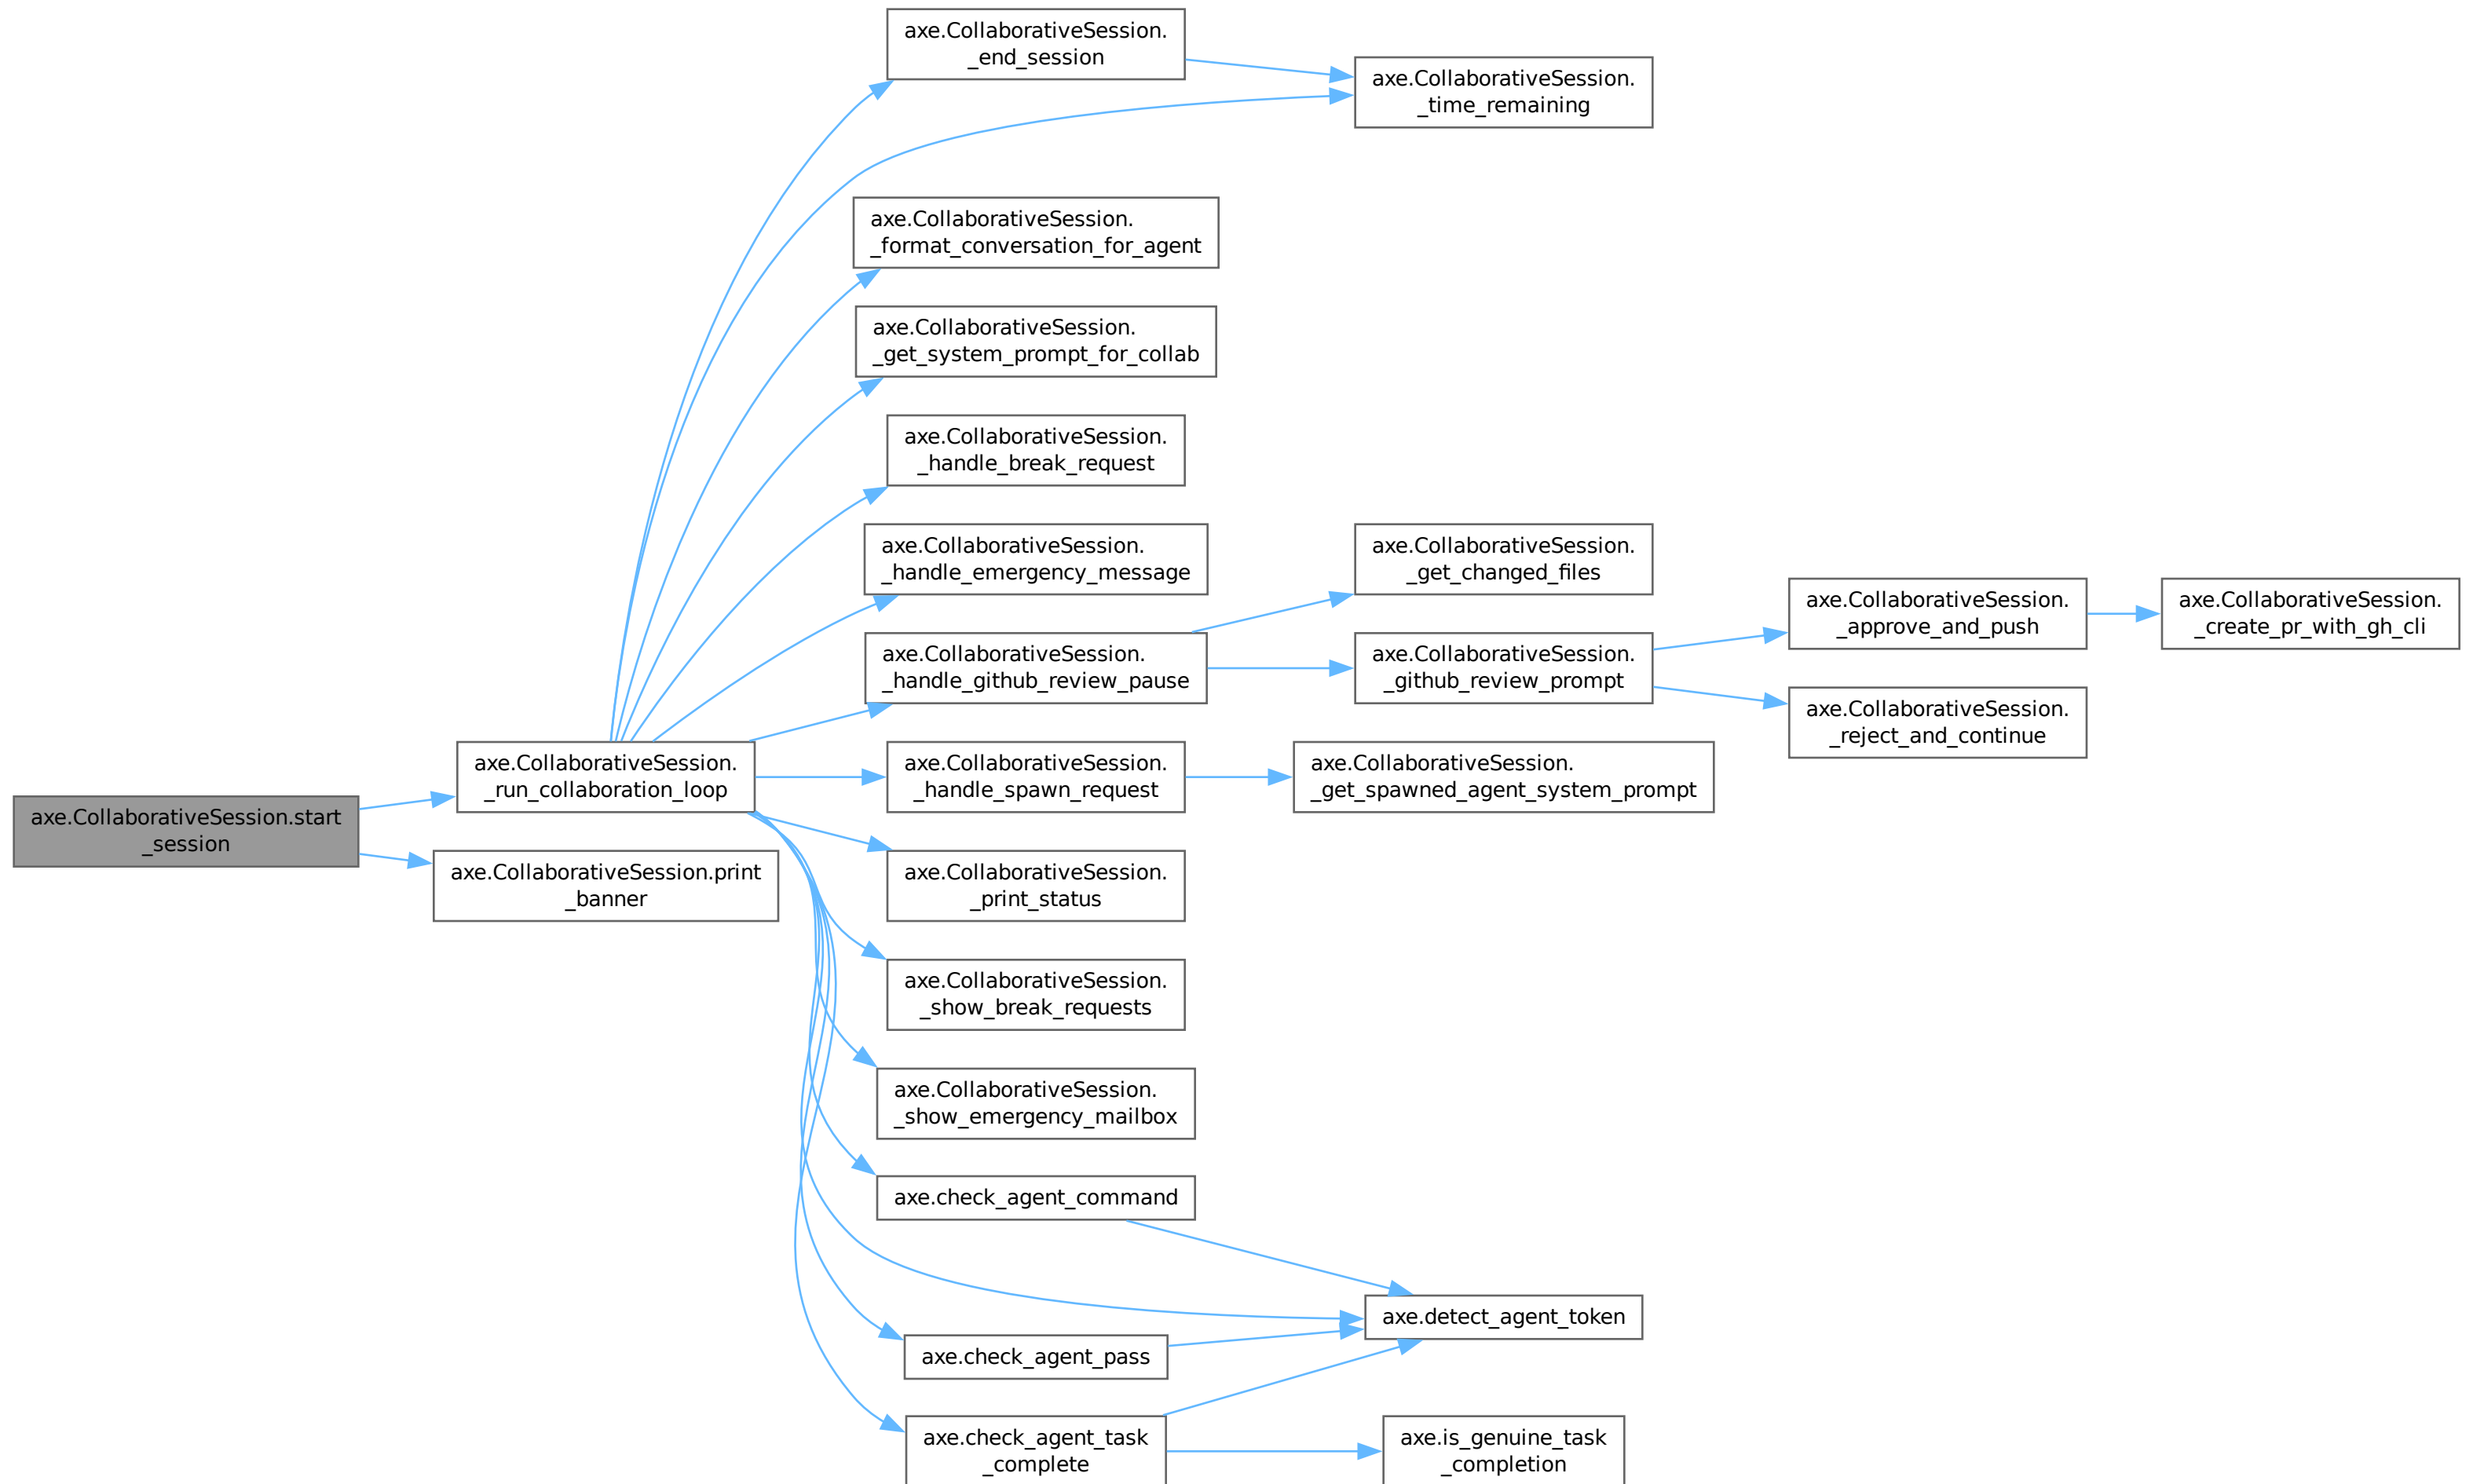 axe.CollaborativeSession.start
_session
axe.CollaborativeSession.
_run_collaboration_loop
axe.CollaborativeSession.print
_banner
axe.CollaborativeSession.
_end_session
axe.CollaborativeSession.
_time_remaining
axe.CollaborativeSession.
_format_conversation_for_agent
axe.CollaborativeSession.
_get_system_prompt_for_collab
axe.CollaborativeSession.
_handle_break_request
axe.CollaborativeSession.
_handle_emergency_message
axe.CollaborativeSession.
_handle_github_review_pause
axe.CollaborativeSession.
_get_changed_files
axe.CollaborativeSession.
_github_review_prompt
axe.CollaborativeSession.
_approve_and_push
axe.CollaborativeSession.
_create_pr_with_gh_cli
axe.CollaborativeSession.
_reject_and_continue
axe.CollaborativeSession.
_handle_spawn_request
axe.CollaborativeSession.
_get_spawned_agent_system_prompt
axe.CollaborativeSession.
_print_status
axe.CollaborativeSession.
_show_break_requests
axe.CollaborativeSession.
_show_emergency_mailbox
axe.check_agent_command
axe.detect_agent_token
axe.check_agent_pass
axe.check_agent_task
_complete
axe.is_genuine_task
_completion